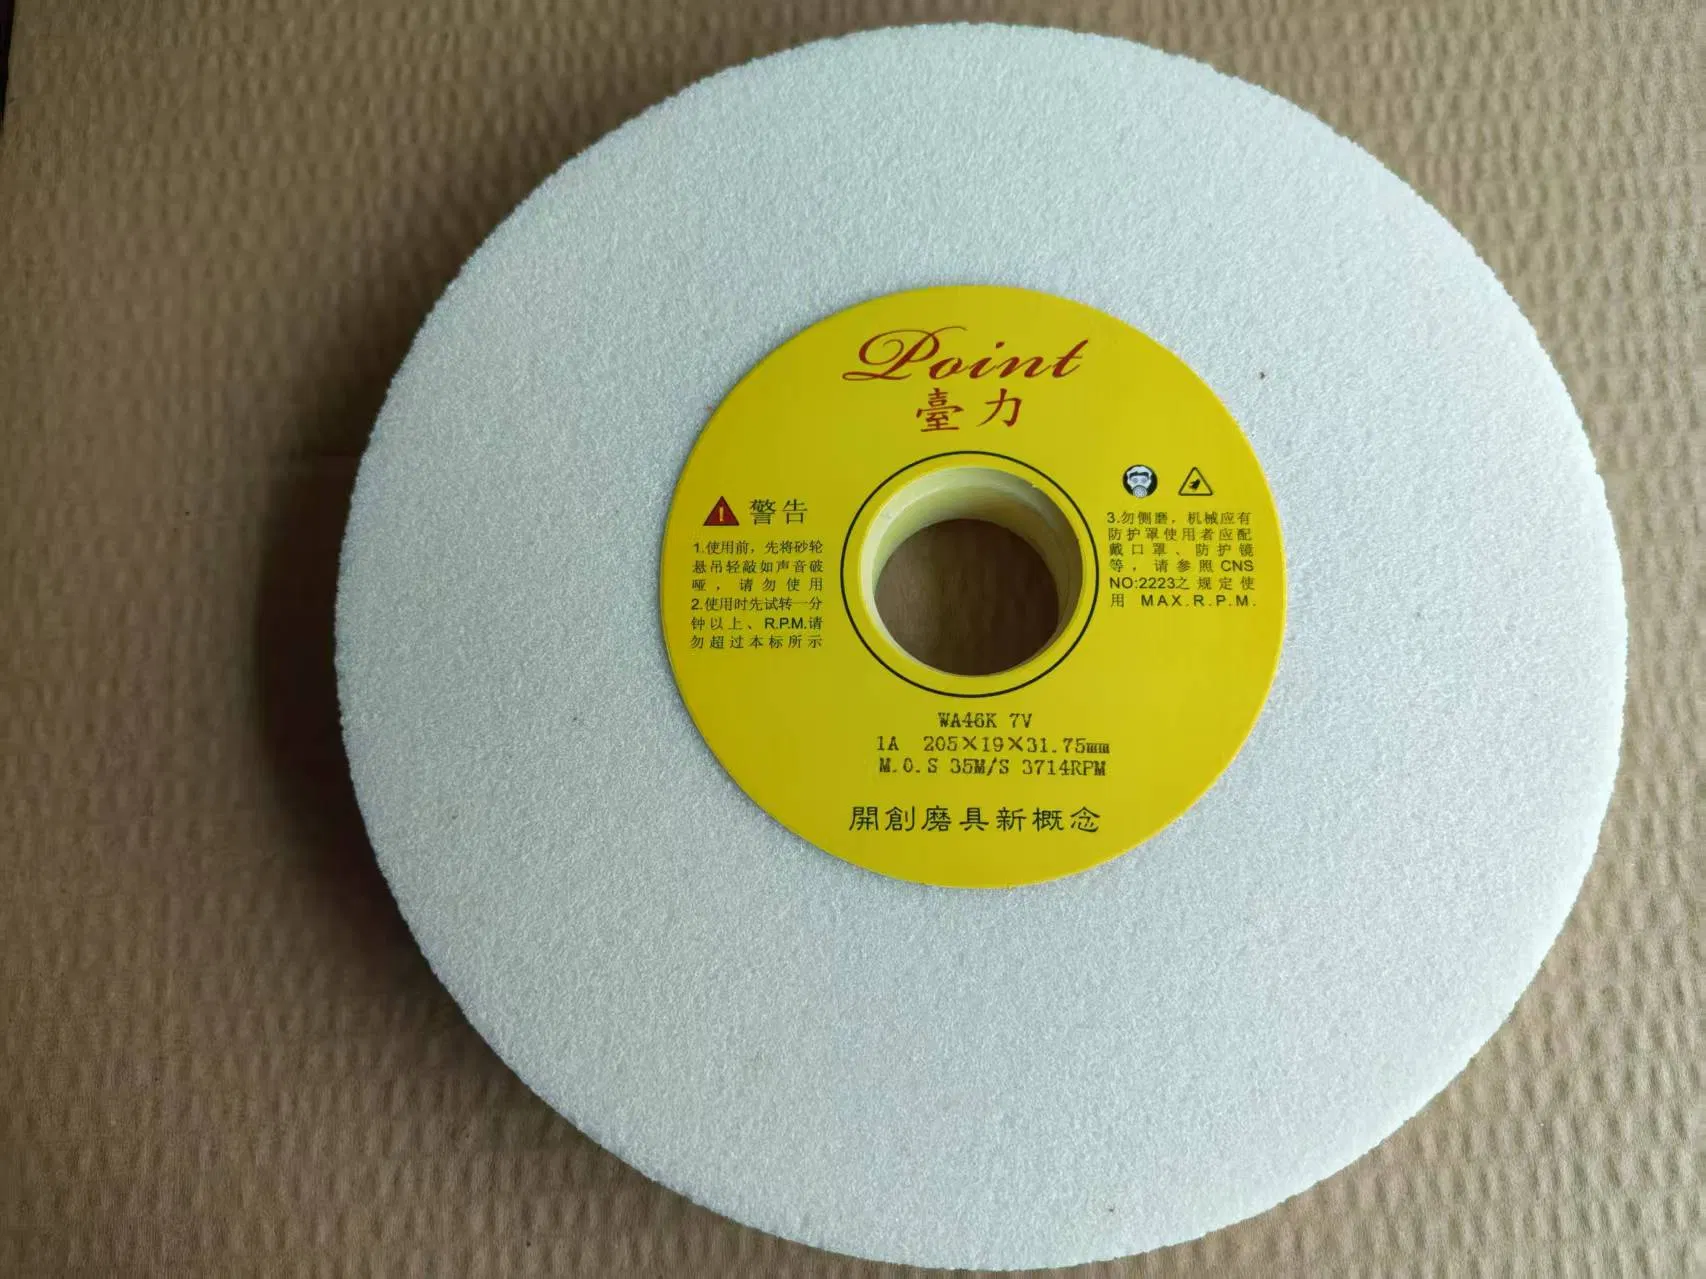 Point
臺力
警告
1.使用前，先将砂轮
悬吊轻敲如声音破
哑，请勿使用
2.使用时先试转一分
钟以上、R.P.M.请
勿超过本标所示
3.勿侧磨，机械应有
防护罩使用者应配
戴口罩、防护镜
等，请参照CNS
NO:2223之规定使
用 MAX.R.P.M.
WA46K 7V
1A 205×19×31.75mm
M.O.S 35M/S 3714RPM
開創磨具新概念